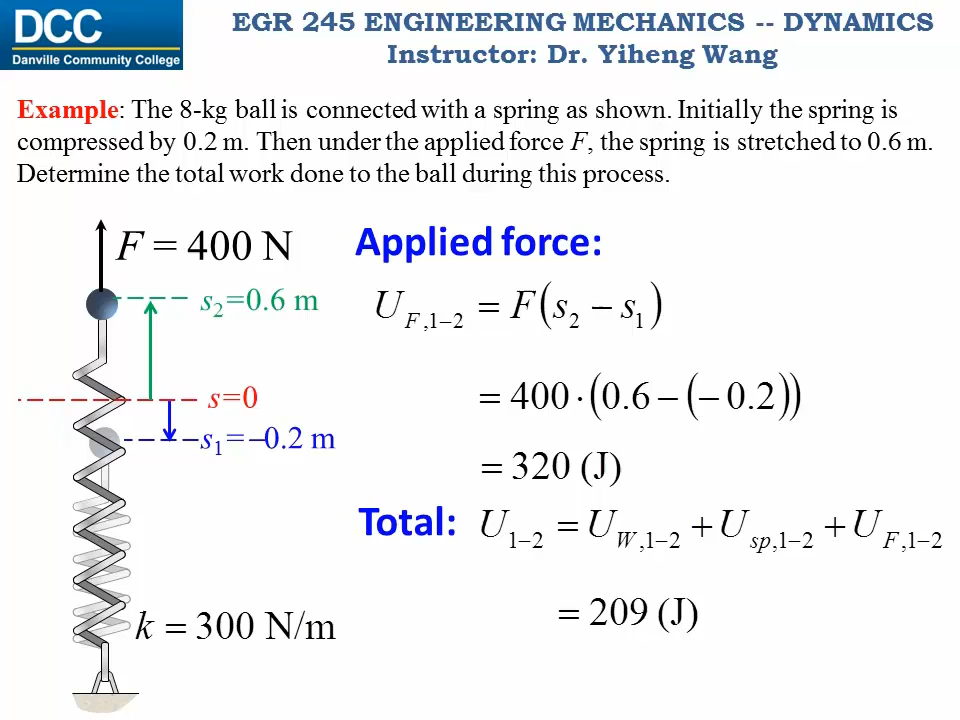 DCC
Danville Community College
EGR 245 ENGINEERING MECHANICS -- DYNAMICS
Instructor: Dr. Yiheng Wang
Example: The 8-kg ball is connected with a spring as shown. Initially the spring is
compressed by 0.2 m. Then under the applied force F, the spring is stretched to 0.6 m.
Determine the total work done to the ball during this process.
F = 400 N
s₂=0.6 m
s=0
s₁=–0.2 m
k = 300 N/m
Applied force:
U_{F,1–2} = F(s₂ − s₁)
= 400·(0.6 − (− 0.2))
= 320 (J)
Total: U_{1–2} = U_{W,1–2} + U_{sp,1–2} + U_{F,1–2}
= 209 (J)